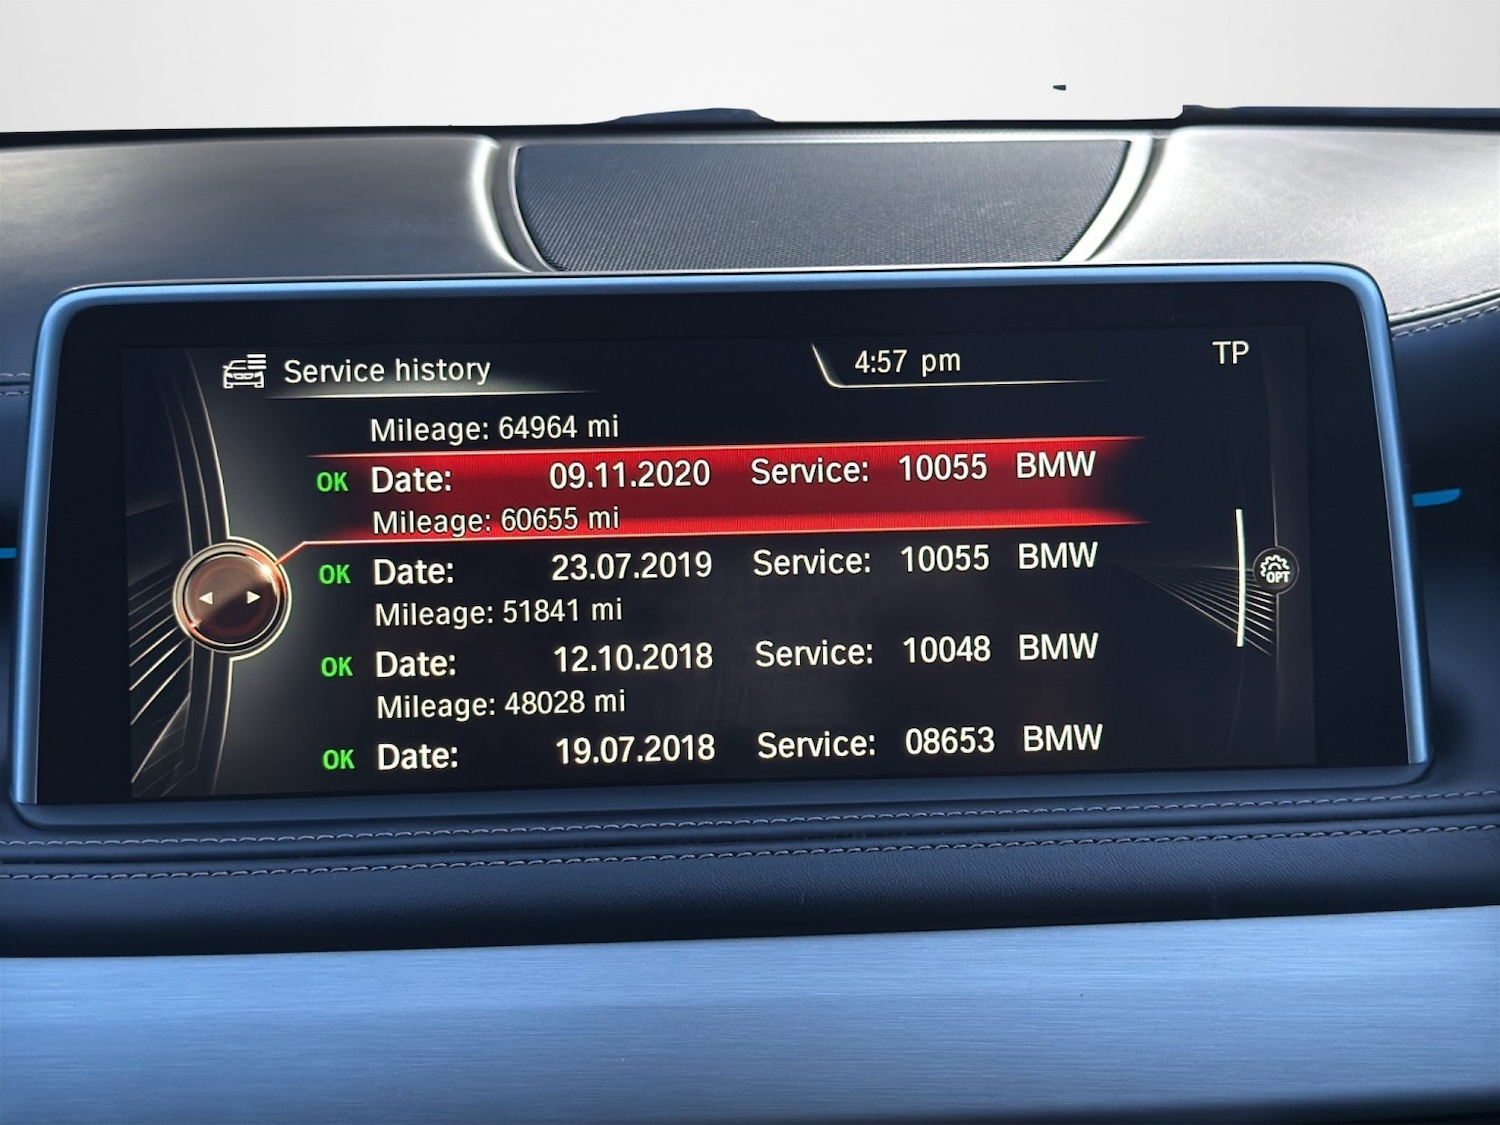 Service history 4:57 pm TP
Mileage: 64964 mi
OK Date: 09.11.2020 Service: 10055 BMW
Mileage: 60655 mi
OK Date: 23.07.2019 Service: 10055 BMW
Mileage: 51841 mi
OK Date: 12.10.2018 Service: 10048 BMW
Mileage: 48028 mi
OK Date: 19.07.2018 Service: 08653 BMW
OPT